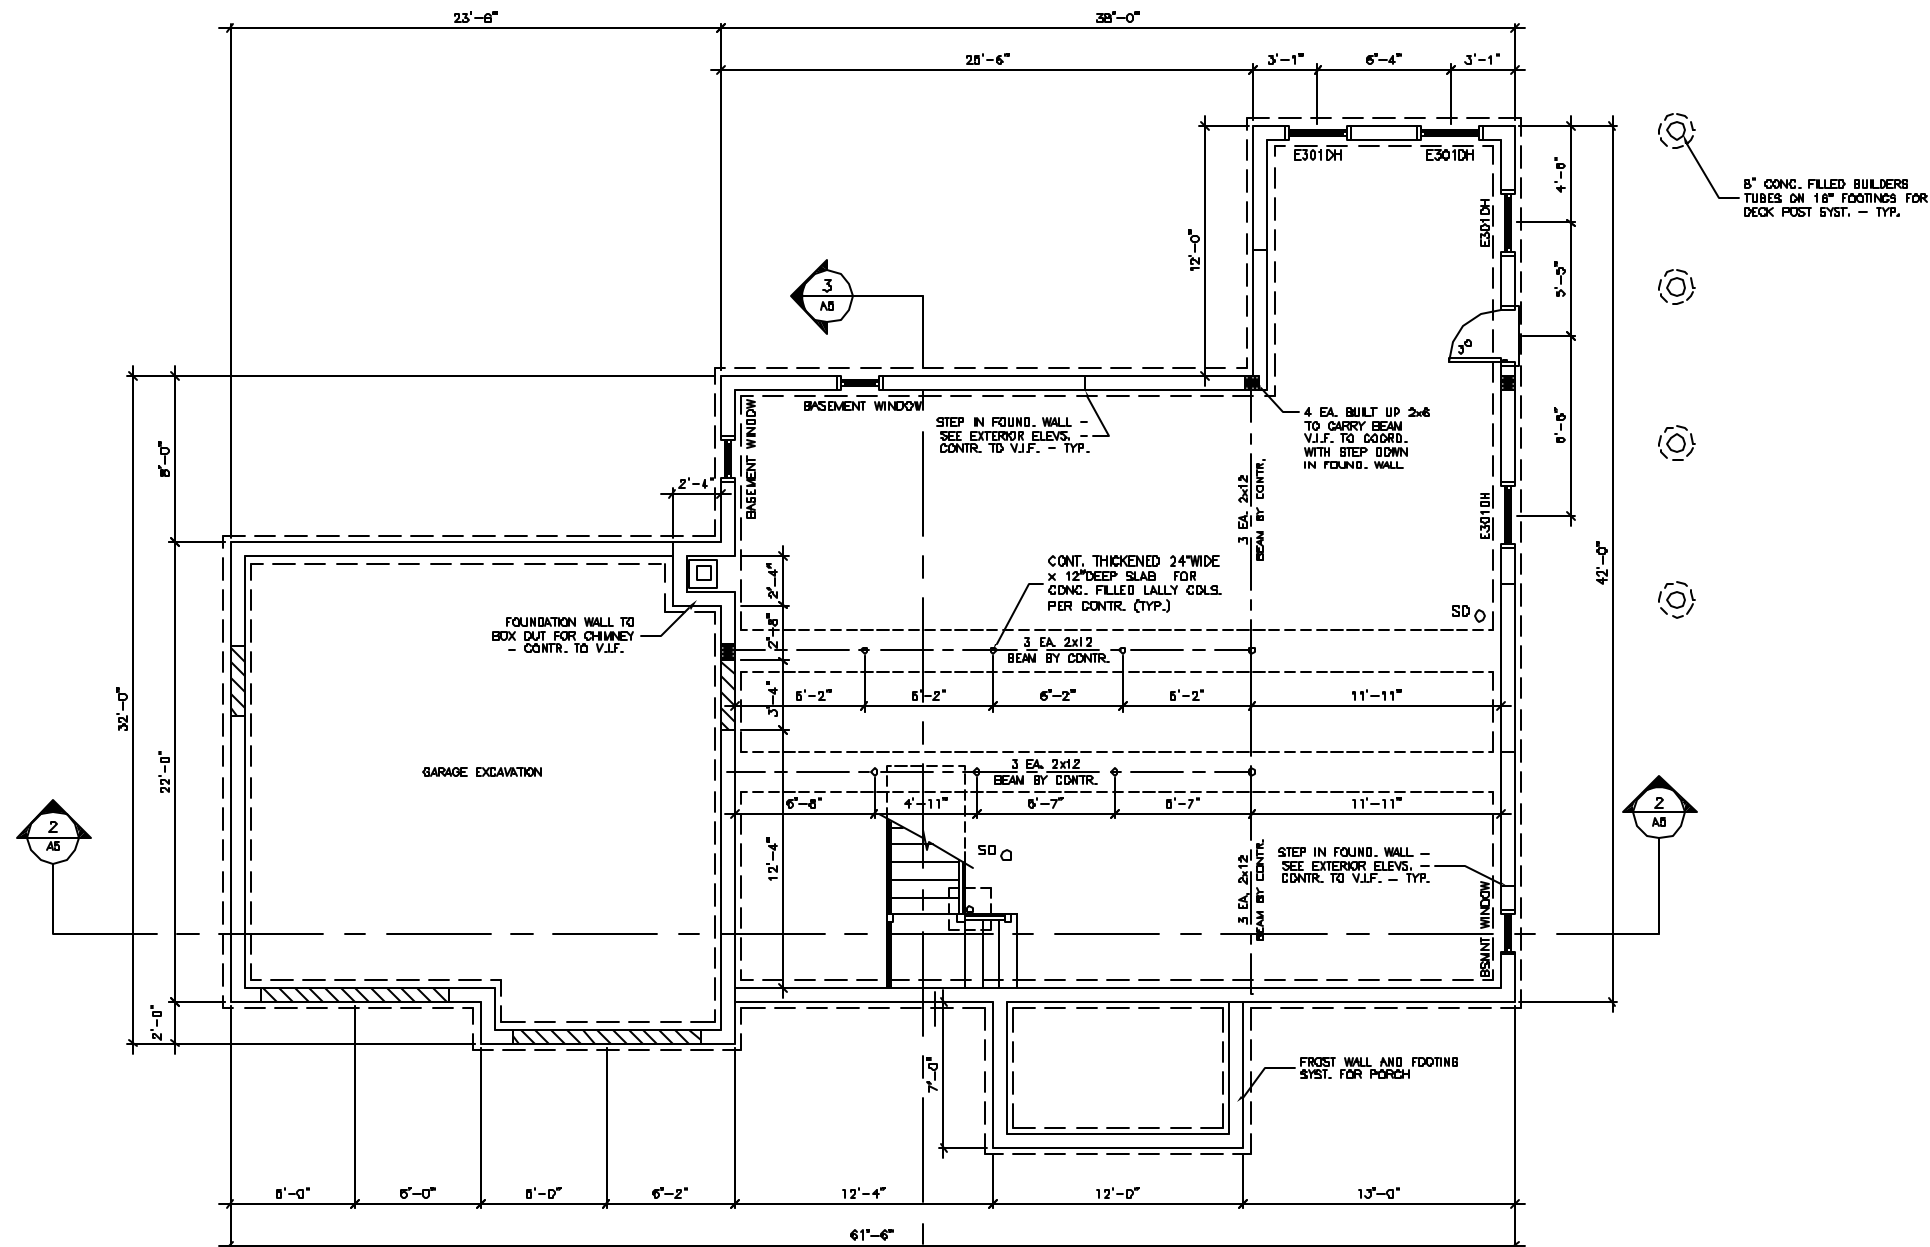 23'-6"
38'-0"
25'-6"
3'-1"
6'-4"
3'-1"
E301DH
E301DH
E301DH
4'-8"
8" CONC. FILLED BUILDERS
TUBES ON 16" FOOTINGS FOR
DECK POST SYST. - TYP.
12'-0"
5'-5"
3
A5
3°
BASEMENT WINDOW
BASEMENT WINDOW
STEP IN FOUND. WALL -
SEE EXTERIOR ELEVS. -
CONTR. TO V.I.F. - TYP.
4 EA. BUILT UP 2x6
TO CARRY BEAM
V.I.F. TO COORD.
WITH STEP DOWN
IN FOUND. WALL
8'-0"
2'-4"
3 EA. 2x12
BEAM BY CONTR.
E301DH
42'-0"
CONT. THICKENED 24"WIDE
x 12"DEEP SLAB FOR
CONC. FILLED LALLY COLS.
PER CONTR. (TYP.)
2'-4"
SD
FOUNDATION WALL TO
BOX OUT FOR CHIMNEY
- CONTR. TO V.I.F.
2'-8"
3 EA. 2x12
BEAM BY CONTR.
32'-0"
3'-4"
6'-2"
6'-2"
6'-2"
6'-2"
11'-11"
22'-0"
GARAGE EXCAVATION
3 EA. 2x12
BEAM BY CONTR.
6'-8"
4'-11"
6'-7"
6'-7"
11'-11"
2
A5
2
A5
12'-4"
SD
3 EA. 2x12
BEAM BY CONTR.
STEP IN FOUND. WALL -
SEE EXTERIOR ELEVS. -
CONTR. TO V.I.F. - TYP.
BSMNT WINDOW
2'-0"
7'-0"
FROST WALL AND FOOTING
SYST. FOR PORCH
6'-0"
6'-0"
6'-0"
6'-2"
12'-4"
12'-0"
13'-0"
61'-6"